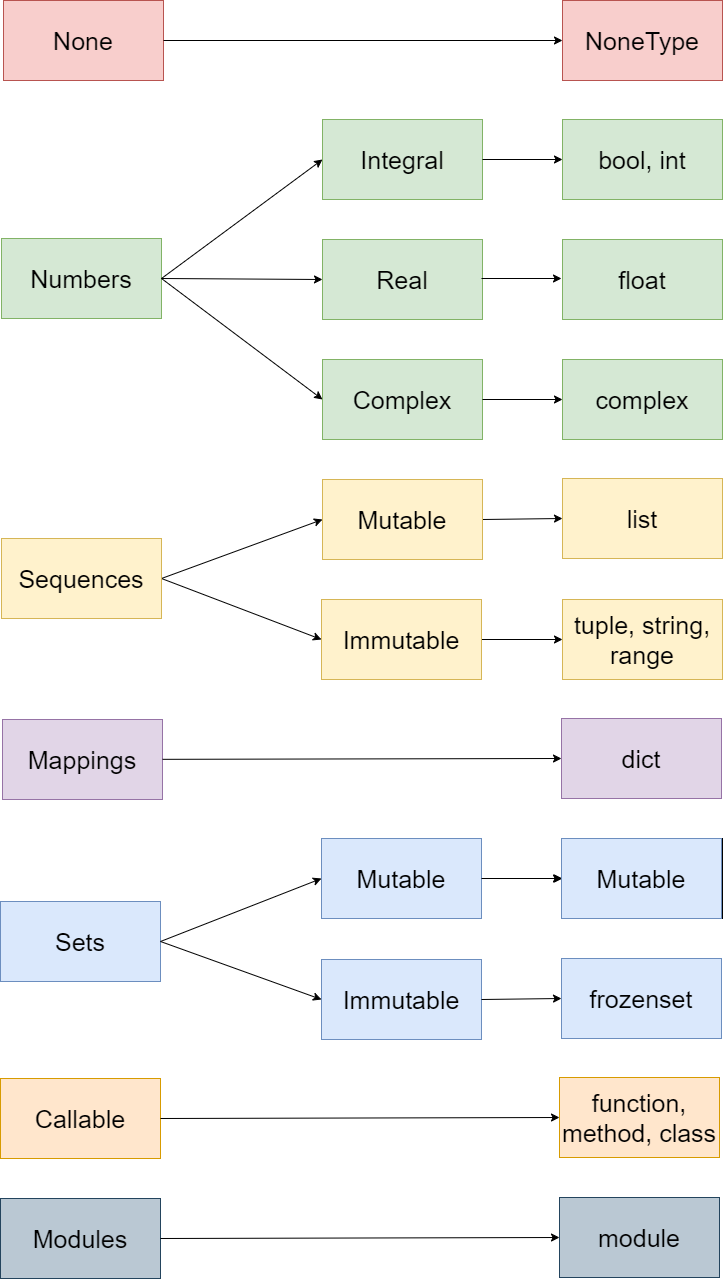 None
NoneType
Integral
bool, int
Numbers
Real
float
Complex
complex
Mutable
list
Sequences
Immutable
tuple, string,
range
Mappings
dict
Mutable
Mutable
Sets
Immutable
frozenset
Callable
function,
method, class
Modules
module